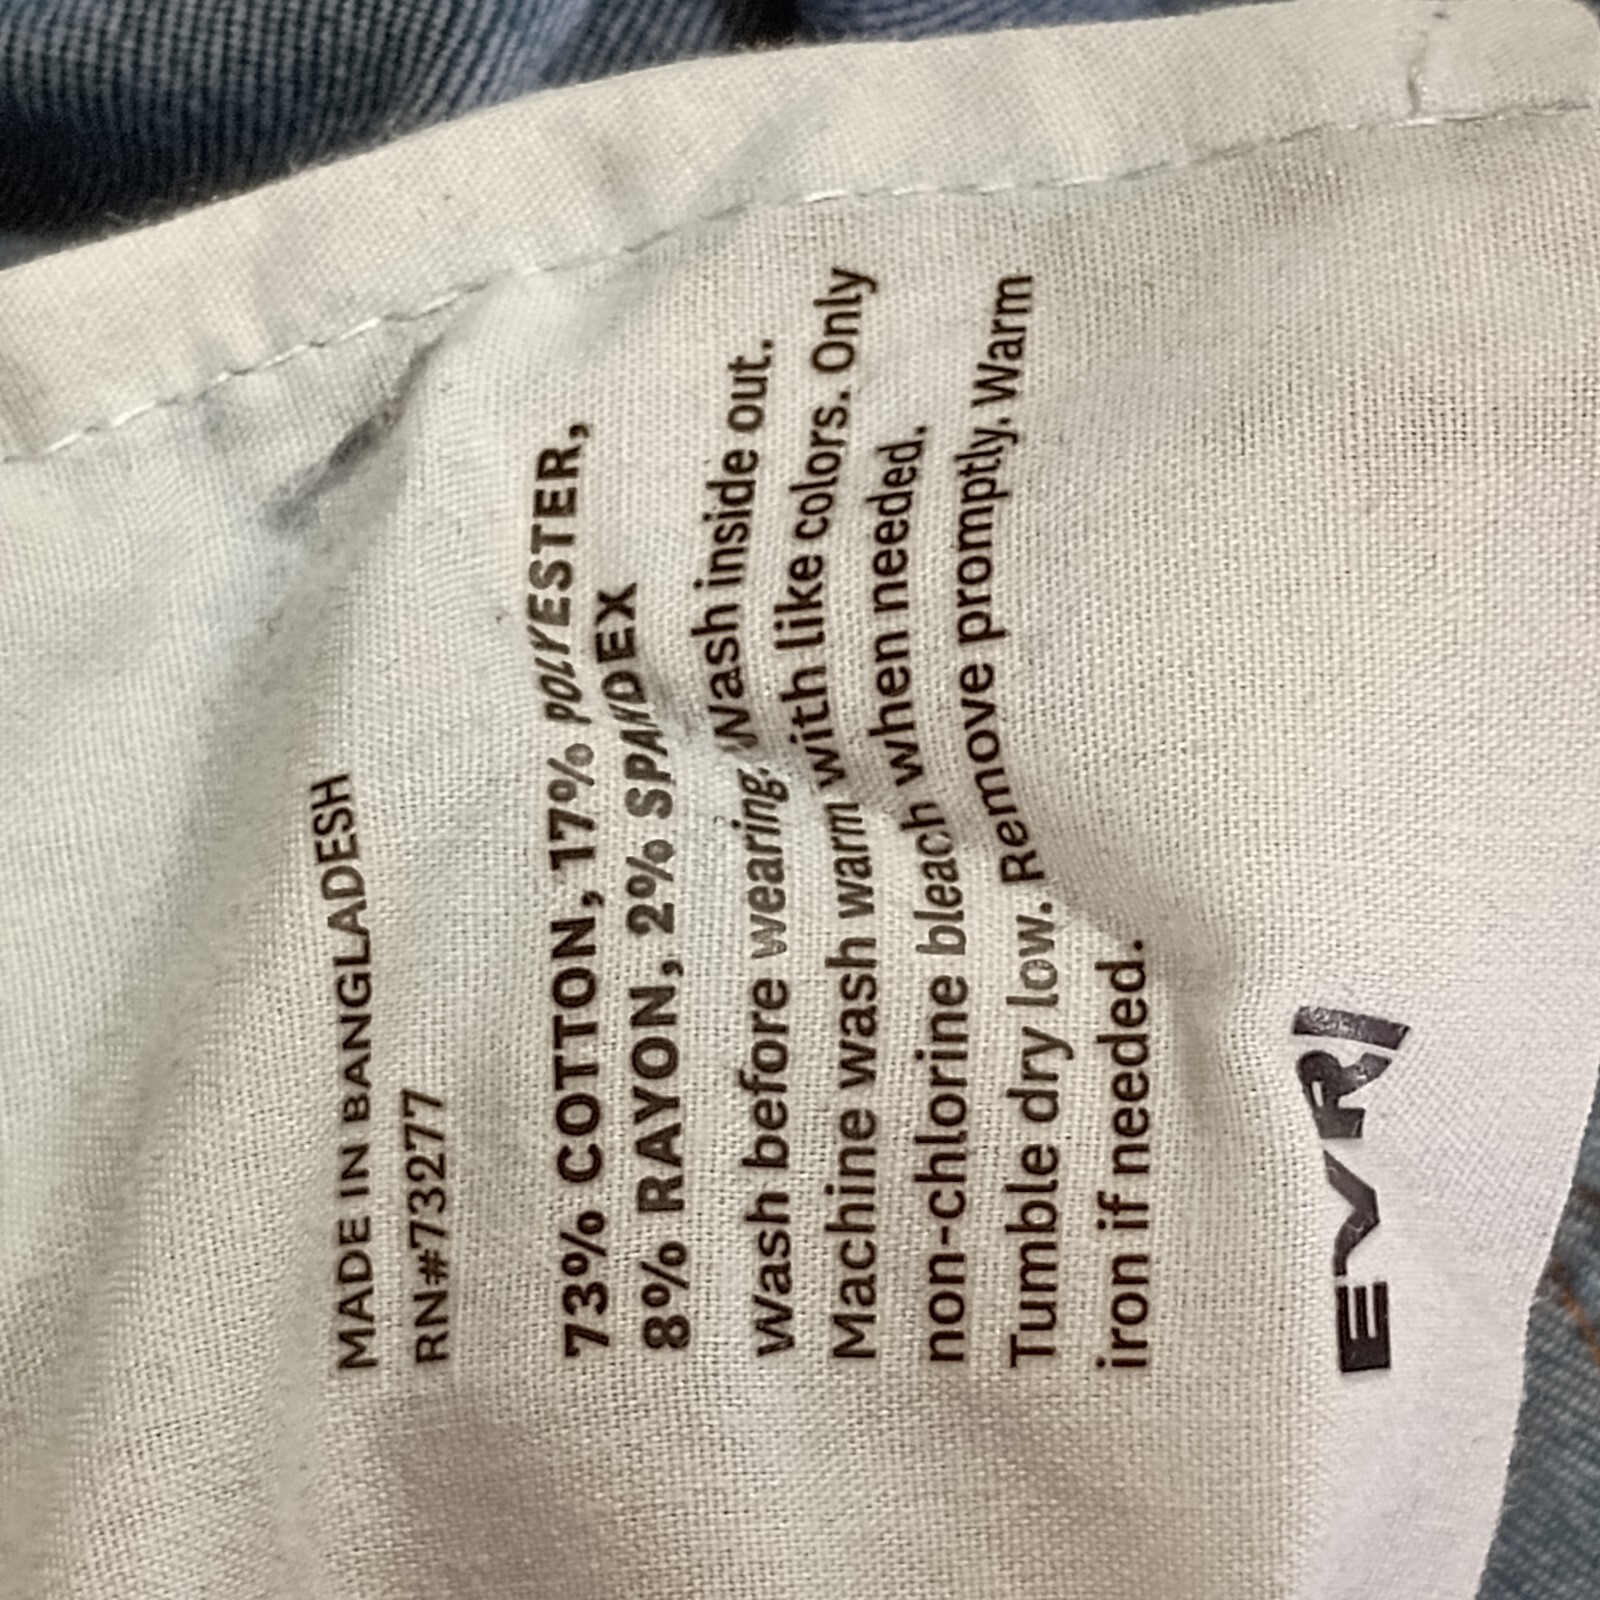 MADE IN BANGLADESH
RN#73277
73% COTTON, 17% POLYESTER,
8% RAYON, 2% SPANDEX
Wash before wearing. Wash inside out.
Machine wash warm with like colors. Only
non-chlorine bleach when needed.
Tumble dry low. Remove promptly. Warm
iron if needed.
EVRI